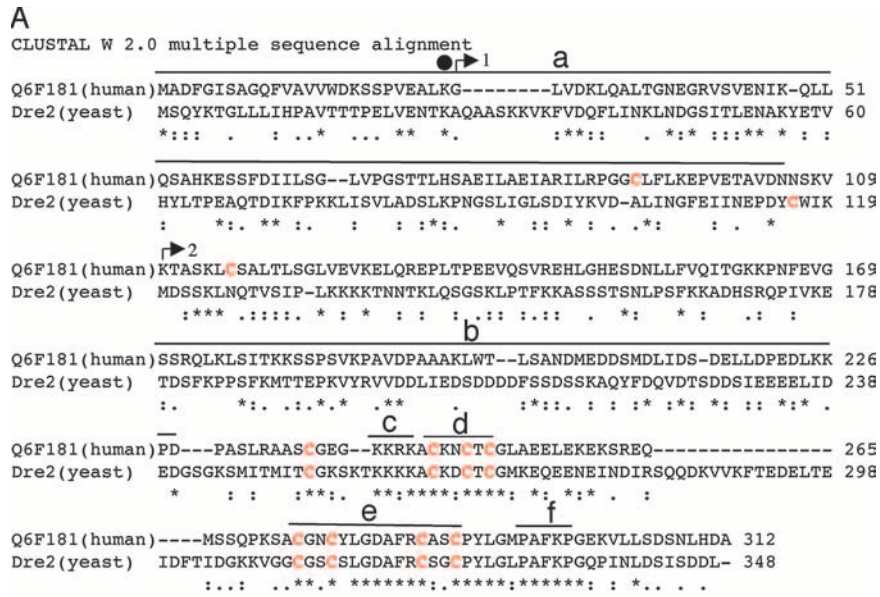 A
CLUSTAL W 2.0 multiple sequence alignment
1 a
Q6F181(human)MADFGISAGQFVAVVWDKSSPVEALKG--------LVDKLQALTGNEGRVSVENIK-QLL 51
Dre2(yeast) MSQYKTGLLLIHPAVTTTPELVENTKAQAASKKVKFVDQFLINKLNDGSITLENAKYETV 60
Q6F181(human)QSAHKESSFDIILSG--LVPGSTTLHSAEILAEIARILRPGGCLFLKEPVETAVDNNSKV 109
Dre2(yeast) HYLTPEAQTDIKFPKKLISVLADSLKPNGSLIGLSDIYKVD-ALINGFEIINEPDYCWIK 119
2
Q6F181(human)KTASKLCSALTLSGLVEVKELQREPLTPEEVQSVREHLGHESDNLLFVQITGKKPNFEVG 169
Dre2(yeast) MDSSKLNQTVSIP-LKKKKTNNTKLQSGSKLPTFKKASSSTSNLPSFKKADHSRQPIVKE 178
b
Q6F181(human)SSRQLKLSITKKSSPSVKPAVDPAAAKLWT--LSANDMEDDSMDLIDS-DELLDPEDLKK 226
Dre2(yeast) TDSFKPPSFKMTTEPKVYRVVDDLIEDSDDDDFSSDSSKAQYFDQVDTSDDSIEEEELID 238
c d
Q6F181(human)PD---PASLRAASCGEG--KKRKACKNCTCGLAEELEKEKSREQ---------------- 265
Dre2(yeast) EDGSGKSMITMITCGKSKTKKKKACKDCTCGMKEQEENEINDIRSQQDKVVKFTEDELTE 298
e f
Q6F181(human)----MSSQPKSACGNCYLGDAFRCASCPYLGMPAFKPGEKVLLSDSNLHDA 312
Dre2(yeast) IDFTIDGKKVGGCGSCSLGDAFRCSGCPYLGLPAFKPGQPINLDSISDDL- 348